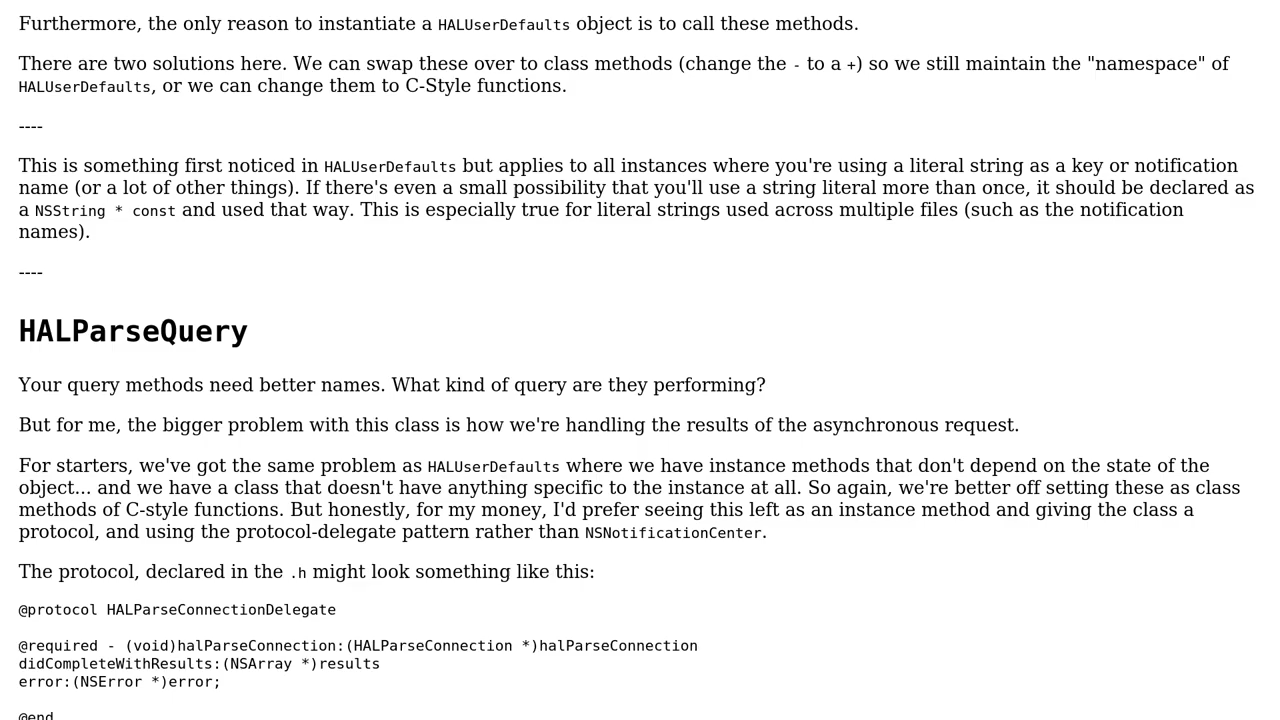 Furthermore, the only reason to instantiate a HALUserDefaults object is to call these methods.
There are two solutions here. We can swap these over to class methods (change the - to a +) so we still maintain the "namespace" of
HALUserDefaults, or we can change them to C-Style functions.
----
This is something first noticed in HALUserDefaults but applies to all instances where you're using a literal string as a key or notification
name (or a lot of other things). If there's even a small possibility that you'll use a string literal more than once, it should be declared as
a NSString * const and used that way. This is especially true for literal strings used across multiple files (such as the notification
names).
----
HALParseQuery
Your query methods need better names. What kind of query are they performing?
But for me, the bigger problem with this class is how we're handling the results of the asynchronous request.
For starters, we've got the same problem as HALUserDefaults where we have instance methods that don't depend on the state of the
object... and we have a class that doesn't have anything specific to the instance at all. So again, we're better off setting these as class
methods of C-style functions. But honestly, for my money, I'd prefer seeing this left as an instance method and giving the class a
protocol, and using the protocol-delegate pattern rather than NSNotificationCenter.
The protocol, declared in the .h might look something like this:
@protocol HALParseConnectionDelegate
@required - (void)halParseConnection:(HALParseConnection *)halParseConnection
didCompleteWithResults:(NSArray *)results
error:(NSError *)error;
@end